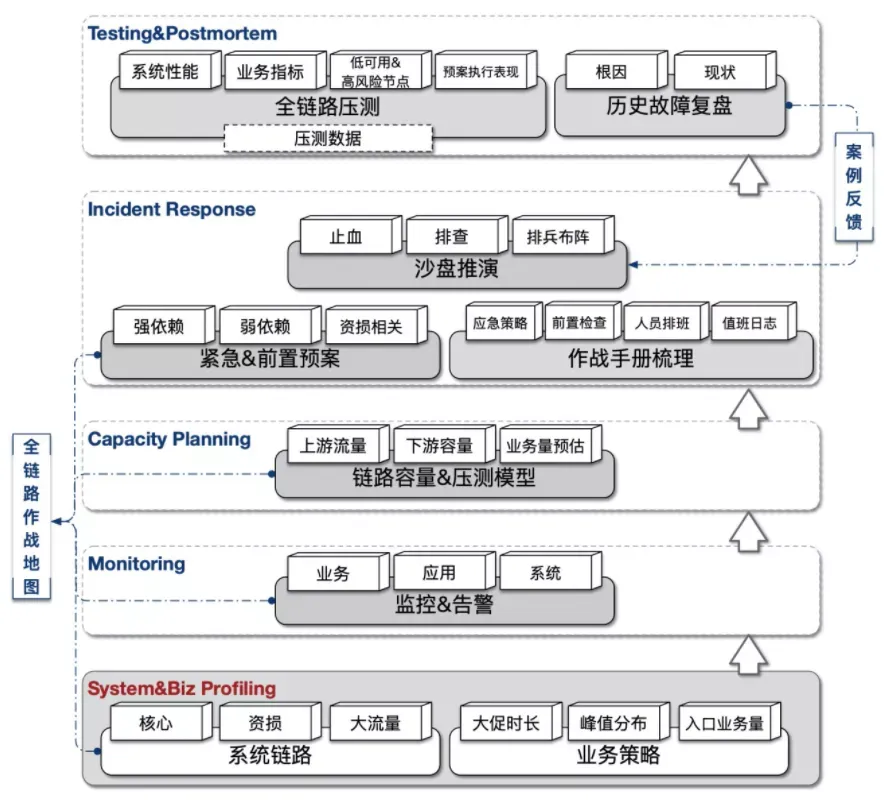 Testing&Postmortem
系统性能
业务指标
低可用&
高风险节点
预案执行表现
全链路压测
压测数据
根因
现状
历史故障复盘
案例反馈
Incident Response
止血
排查
排兵布阵
沙盘推演
强依赖
弱依赖
资损相关
紧急&前置预案
应急策略
前置检查
人员排班
值班日志
作战手册梳理
Capacity Planning
上游流量
下游容量
业务量预估
链路容量&压测模型
全链路作战地图
Monitoring
业务
应用
系统
监控&告警
System&Biz Profiling
核心
资损
大流量
系统链路
大促时长
峰值分布
入口业务量
业务策略